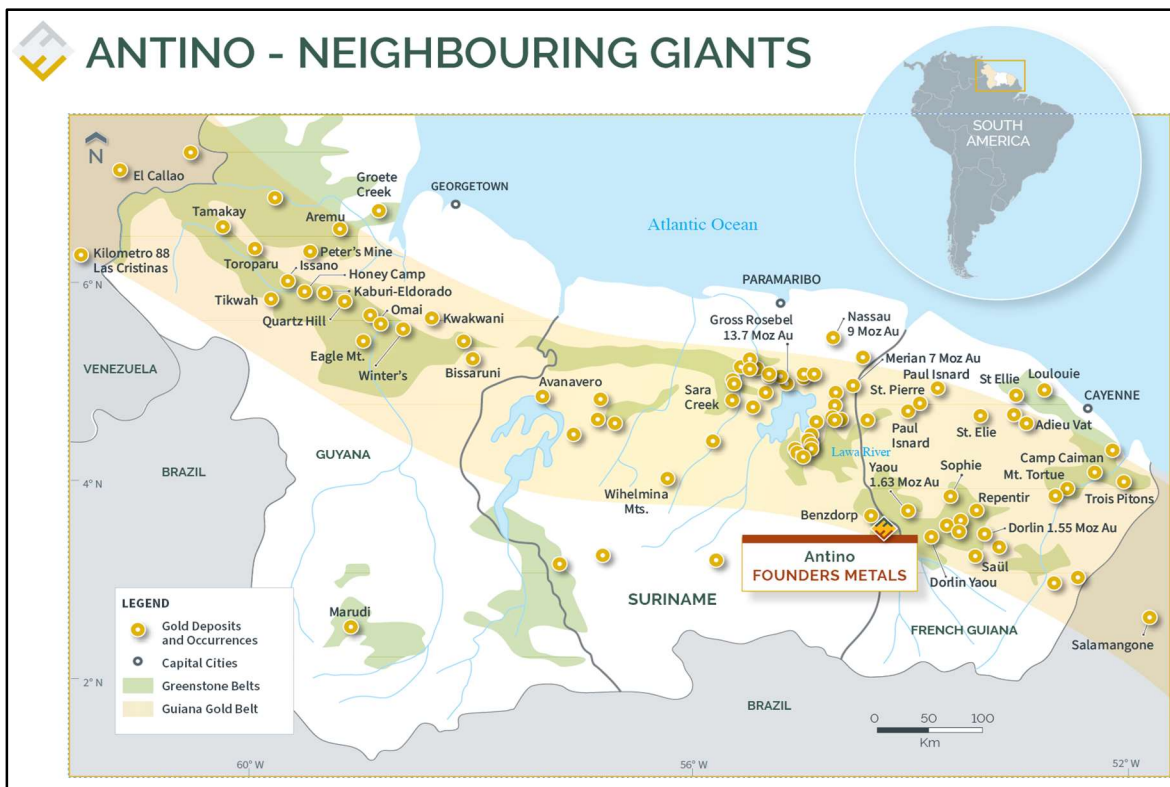 ANTINO - NEIGHBOURING GIANTS
SOUTH
AMERICA
N
El Callao
Groete
Creek
GEORGETOWN
Tamakay
Aremu
Atlantic Ocean
Kilometro 88
Las Cristinas
Toroparu
Peter's Mine
Issano
Honey Camp
6° N
Tikwah
Kaburi-Eldorado
Quartz Hill
Omai
Kwakwani
Eagle Mt.
Winter's
Bissaruni
PARAMARIBO
Gross Rosebel
13.7 Moz Au
Nassau
9 Moz Au
Merian 7 Moz Au
Paul Isnard
St Ellie
Loulouie
VENEZUELA
Avanavero
Sara
Creek
St. Pierre
CAYENNE
Paul
Isnard
St. Elie
Adieu Vat
BRAZIL
GUYANA
Lawa River
Camp Caiman
Yaou
1.63 Moz Au
Sophie
Mt. Tortue
4° N
Wihelmina
Mts.
Repentir
Trois Pitons
Benzdorp
Dorlin 1.55 Moz Au
Antino
FOUNDERS METALS
Saül
Dorlin Yaou
SURINAME
FRENCH GUIANA
Marudi
Salamangone
LEGEND
Gold Deposits
and Occurrences
Capital Cities
Greenstone Belts
Guiana Gold Belt
2° N
BRAZIL
0 50 100
Km
60° W
56° W
52° W